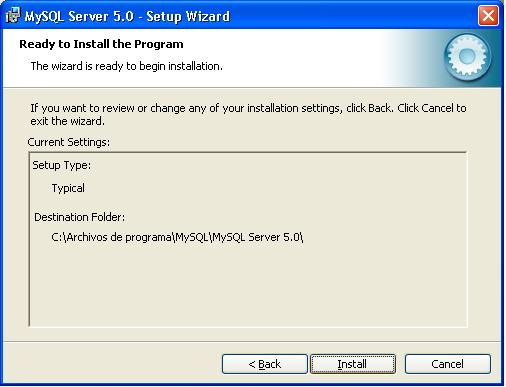 MySQL Server 5.0 - Setup Wizard
Ready to Install the Program
The wizard is ready to begin installation.
If you want to review or change any of your installation settings, click Back. Click Cancel to
exit the wizard.
Current Settings:
Setup Type:
Typical
Destination Folder:
C:\Archivos de programa\MySQL\MySQL Server 5.0\
< Back
Install
Cancel